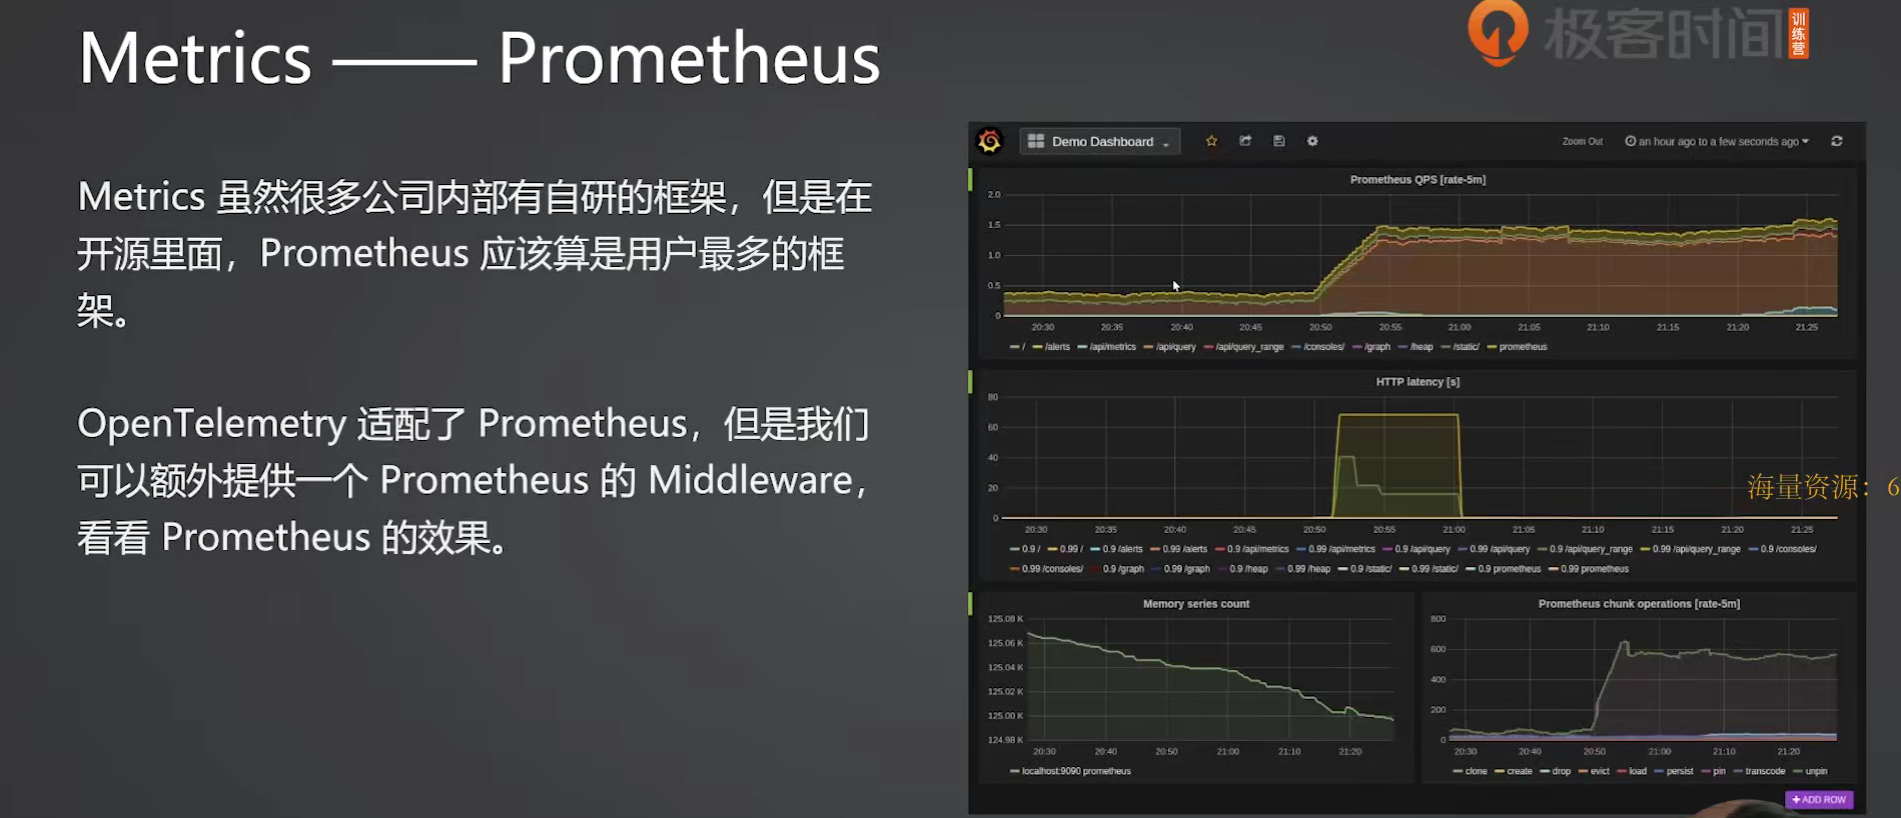 Metrics —— Prometheus
极客时间
训练营
Metrics 虽然很多公司内部有自研的框架，但是在
开源里面，Prometheus 应该算是用户最多的框
架。
OpenTelemetry 适配了 Prometheus，但是我们
可以额外提供一个 Prometheus 的 Middleware，
看看 Prometheus 的效果。
Demo Dashboard
Zoom Out
an hour ago to a few seconds ago
Prometheus QPS [rate-5m]
2.0
1.5
1.0
0.5
0
20:30 20:35 20:40 20:45 20:50 20:55 21:00 21:05 21:10 21:15 21:20 21:25
/ /alerts /api/metrics /api/query /api/query_range /consoles/ /graph /heap /static/ prometheus
HTTP latency [s]
80
60
40
20
0
20:30 20:35 20:40 20:45 20:50 20:55 21:00 21:05 21:10 21:15 21:20 21:25
0.9 / 0.99 / 0.9 /alerts 0.99 /alerts 0.9 /api/metrics 0.99 /api/metrics 0.9 /api/query 0.99 /api/query 0.9 /api/query_range 0.99 /api/query_range 0.9 /consoles/
0.99 /consoles/ 0.9 /graph 0.99 /graph 0.9 /heap 0.99 /heap 0.9 /static/ 0.99 /static/ 0.9 prometheus 0.99 prometheus
海量资源：6
Memory series count
125.08 K
125.06 K
125.04 K
125.02 K
125.00 K
124.98 K
20:30 20:40 20:50 21:00 21:10 21:20
localhost:9090 prometheus
Prometheus chunk operations [rate-5m]
800
600
400
200
0
20:30 20:40 20:50 21:00 21:10 21:20
clone create drop evict load persist pin transcode unpin
ADD ROW